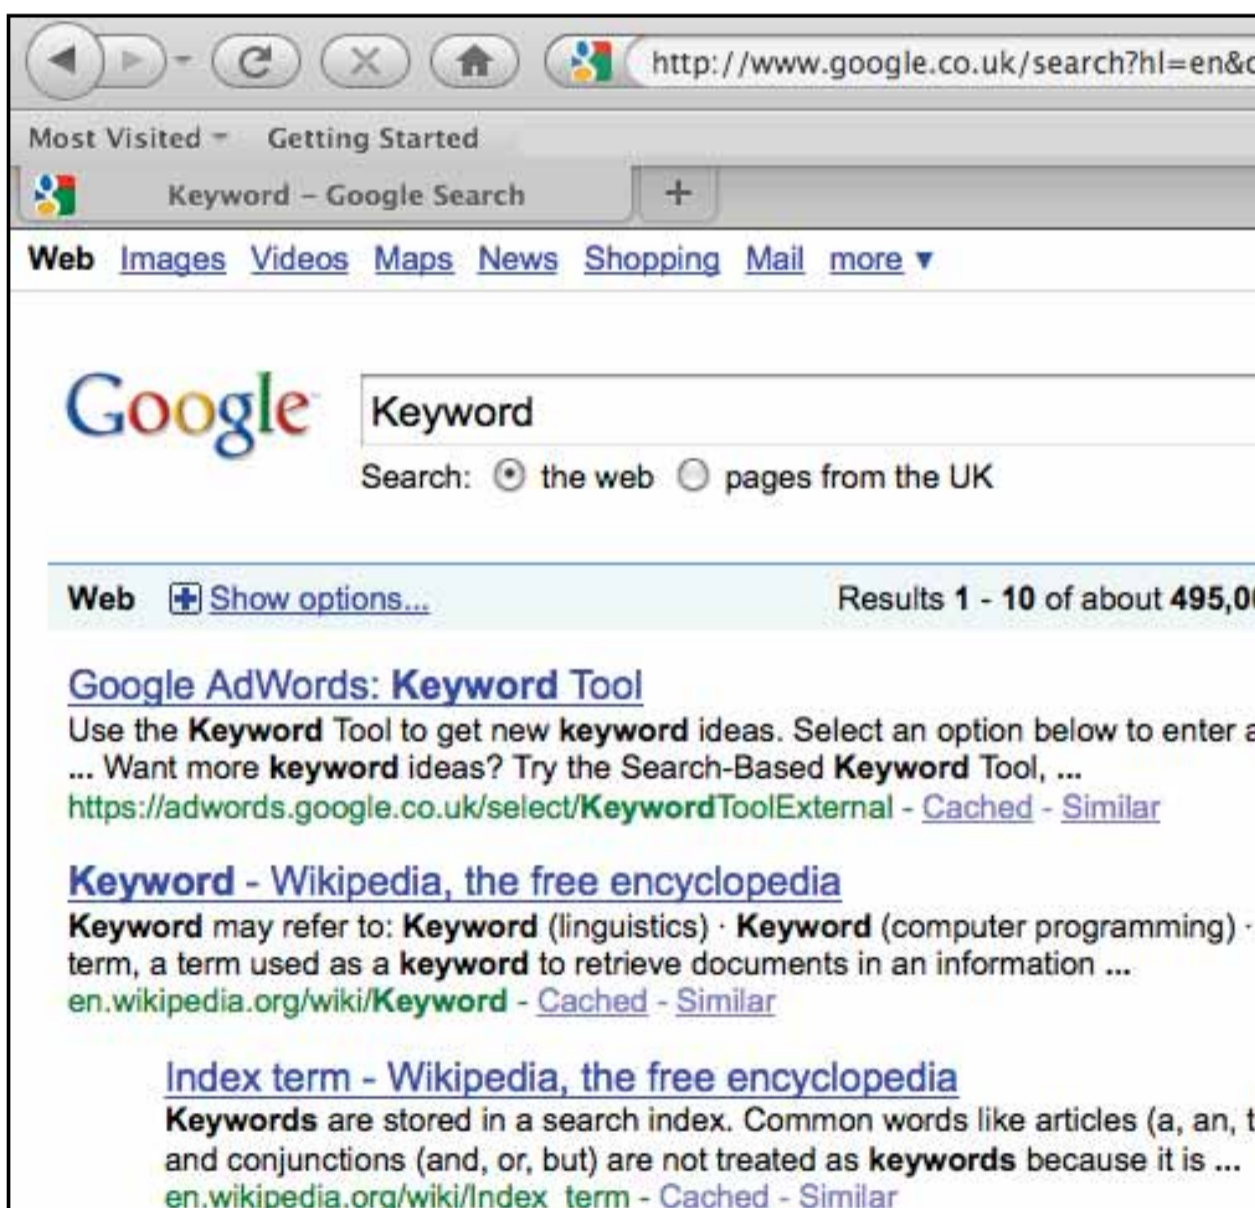 http://www.google.co.uk/search?hl=en&
Most Visited Getting Started
Keyword – Google Search +
Web Images Videos Maps News Shopping Mail more ▼
Google™ Keyword
Search: the web pages from the UK
Web + Show options... Results 1 - 10 of about 495,00
Google AdWords: Keyword Tool
Use the Keyword Tool to get new keyword ideas. Select an option below to enter a
... Want more keyword ideas? Try the Search-Based Keyword Tool, ...
https://adwords.google.co.uk/select/KeywordToolExternal - Cached - Similar
Keyword - Wikipedia, the free encyclopedia
Keyword may refer to: Keyword (linguistics) · Keyword (computer programming) ·
term, a term used as a keyword to retrieve documents in an information ...
en.wikipedia.org/wiki/Keyword - Cached - Similar
Index term - Wikipedia, the free encyclopedia
Keywords are stored in a search index. Common words like articles (a, an, t
and conjunctions (and, or, but) are not treated as keywords because it is ...
en.wikipedia.org/wiki/Index_term - Cached - Similar